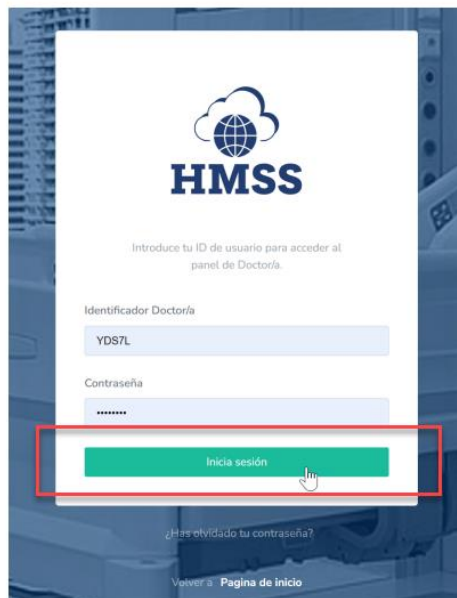 HMSS
Introduce tu ID de usuario para acceder al
panel de Doctor/a.
Identificador Doctor/a
YDS7L
Contraseña
••••••••
Inicia sesión
¿Has olvidado tu contraseña?
Volver a Pagina de inicio